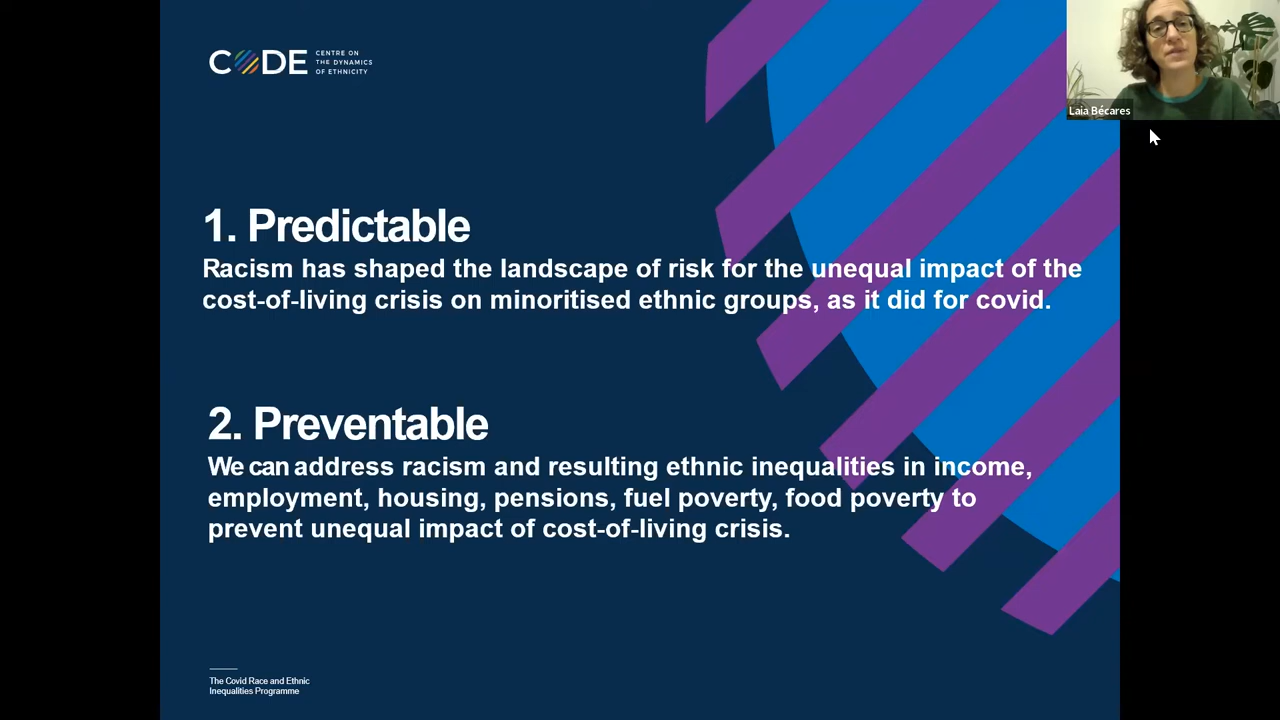 CODE
CENTRE ON
THE DYNAMICS
OF ETHNICITY
Laia Bécares
1. Predictable
Racism has shaped the landscape of risk for the unequal impact of the
cost-of-living crisis on minoritised ethnic groups, as it did for covid.
2. Preventable
We can address racism and resulting ethnic inequalities in income,
employment, housing, pensions, fuel poverty, food poverty to
prevent unequal impact of cost-of-living crisis.
The Covid Race and Ethnic
Inequalities Programme